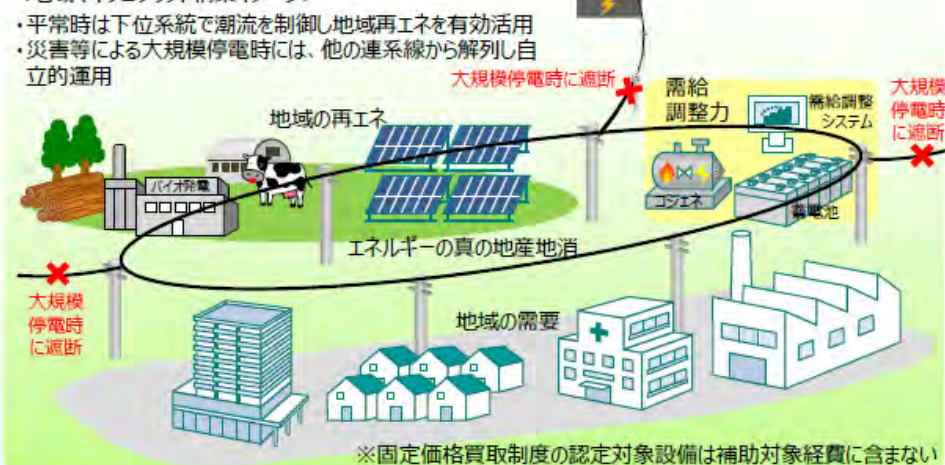 ・平常時は下位系統で潮流を制御し地域再エネを有効活用
・災害等による大規模停電時には、他の連系線から解列し自
立的運用
大規模停電時に遮断
需給
調整力
需給調整
システム
大規模
停電時
に遮断
地域の再エネ
バイオ発電
コジェネ
蓄電池
エネルギーの真の地産地消
大規模
停電時
に遮断
地域の需要
※固定価格買取制度の認定対象設備は補助対象経費に含まない